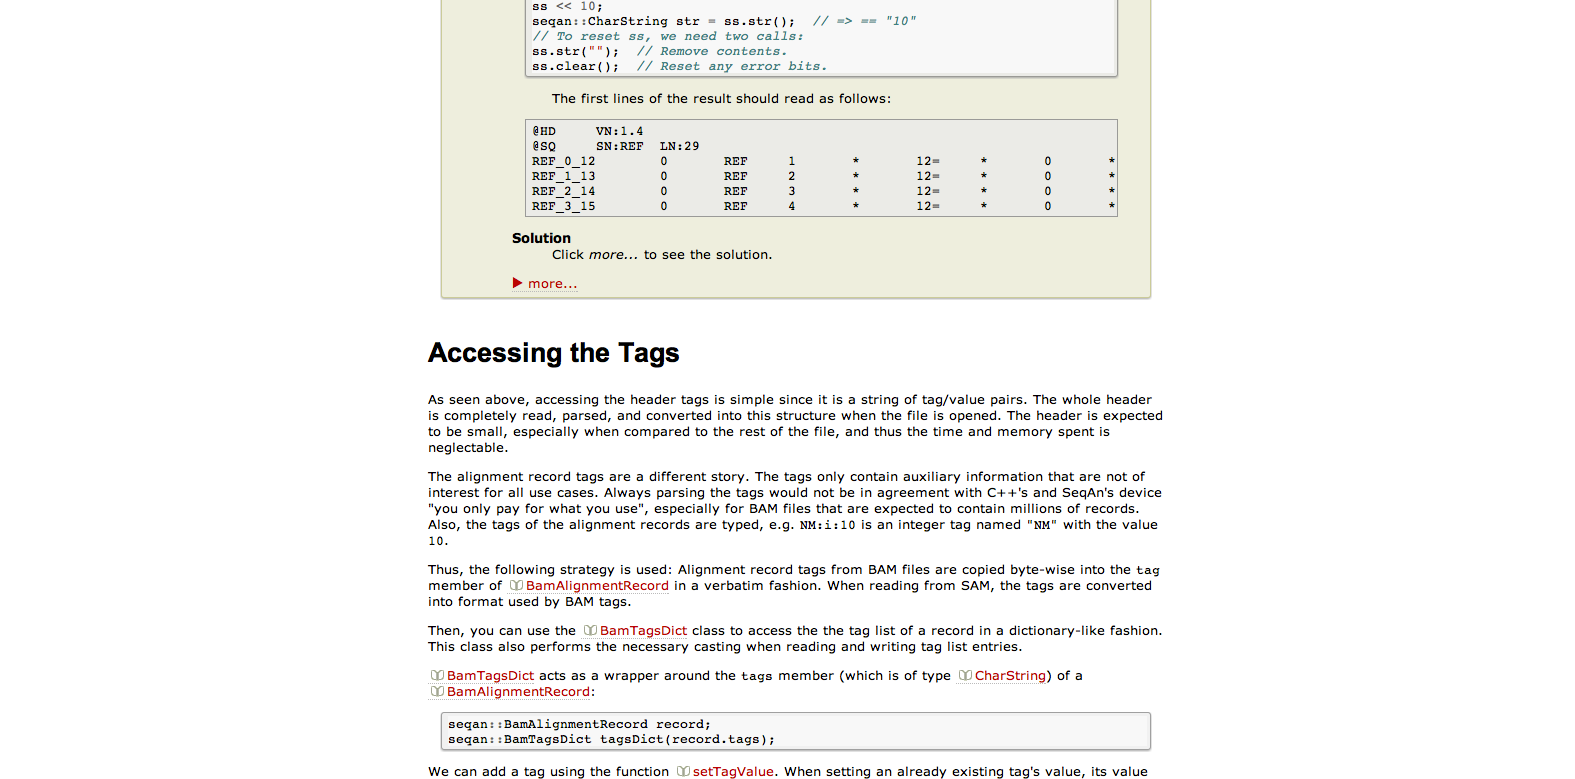 ss << 10;
seqan::CharString str = ss.str();  // => == "10"
// To reset ss, we need two calls:
ss.str("");  // Remove contents.
ss.clear();  // Reset any error bits.
The first lines of the result should read as follows:
@HD     VN:1.4
@SQ     SN:REF  LN:29
REF_0_12        0       REF     1       *       12=     *       0       *
REF_1_13        0       REF     2       *       12=     *       0       *
REF_2_14        0       REF     3       *       12=     *       0       *
REF_3_15        0       REF     4       *       12=     *       0       *
Solution
Click more... to see the solution.
more...
Accessing the Tags
As seen above, accessing the header tags is simple since it is a string of tag/value pairs. The whole header
is completely read, parsed, and converted into this structure when the file is opened. The header is expected
to be small, especially when compared to the rest of the file, and thus the time and memory spent is
neglectable.
The alignment record tags are a different story. The tags only contain auxiliary information that are not of
interest for all use cases. Always parsing the tags would not be in agreement with C++'s and SeqAn's device
"you only pay for what you use", especially for BAM files that are expected to contain millions of records.
Also, the tags of the alignment records are typed, e.g. NM:i:10 is an integer tag named "NM" with the value
10.
Thus, the following strategy is used: Alignment record tags from BAM files are copied byte-wise into the tag
member of BamAlignmentRecord in a verbatim fashion. When reading from SAM, the tags are converted
into format used by BAM tags.
Then, you can use the BamTagsDict class to access the the tag list of a record in a dictionary-like fashion.
This class also performs the necessary casting when reading and writing tag list entries.
BamTagsDict acts as a wrapper around the tags member (which is of type CharString) of a
BamAlignmentRecord:
seqan::BamAlignmentRecord record;
seqan::BamTagsDict tagsDict(record.tags);
We can add a tag using the function setTagValue. When setting an already existing tag's value, its value